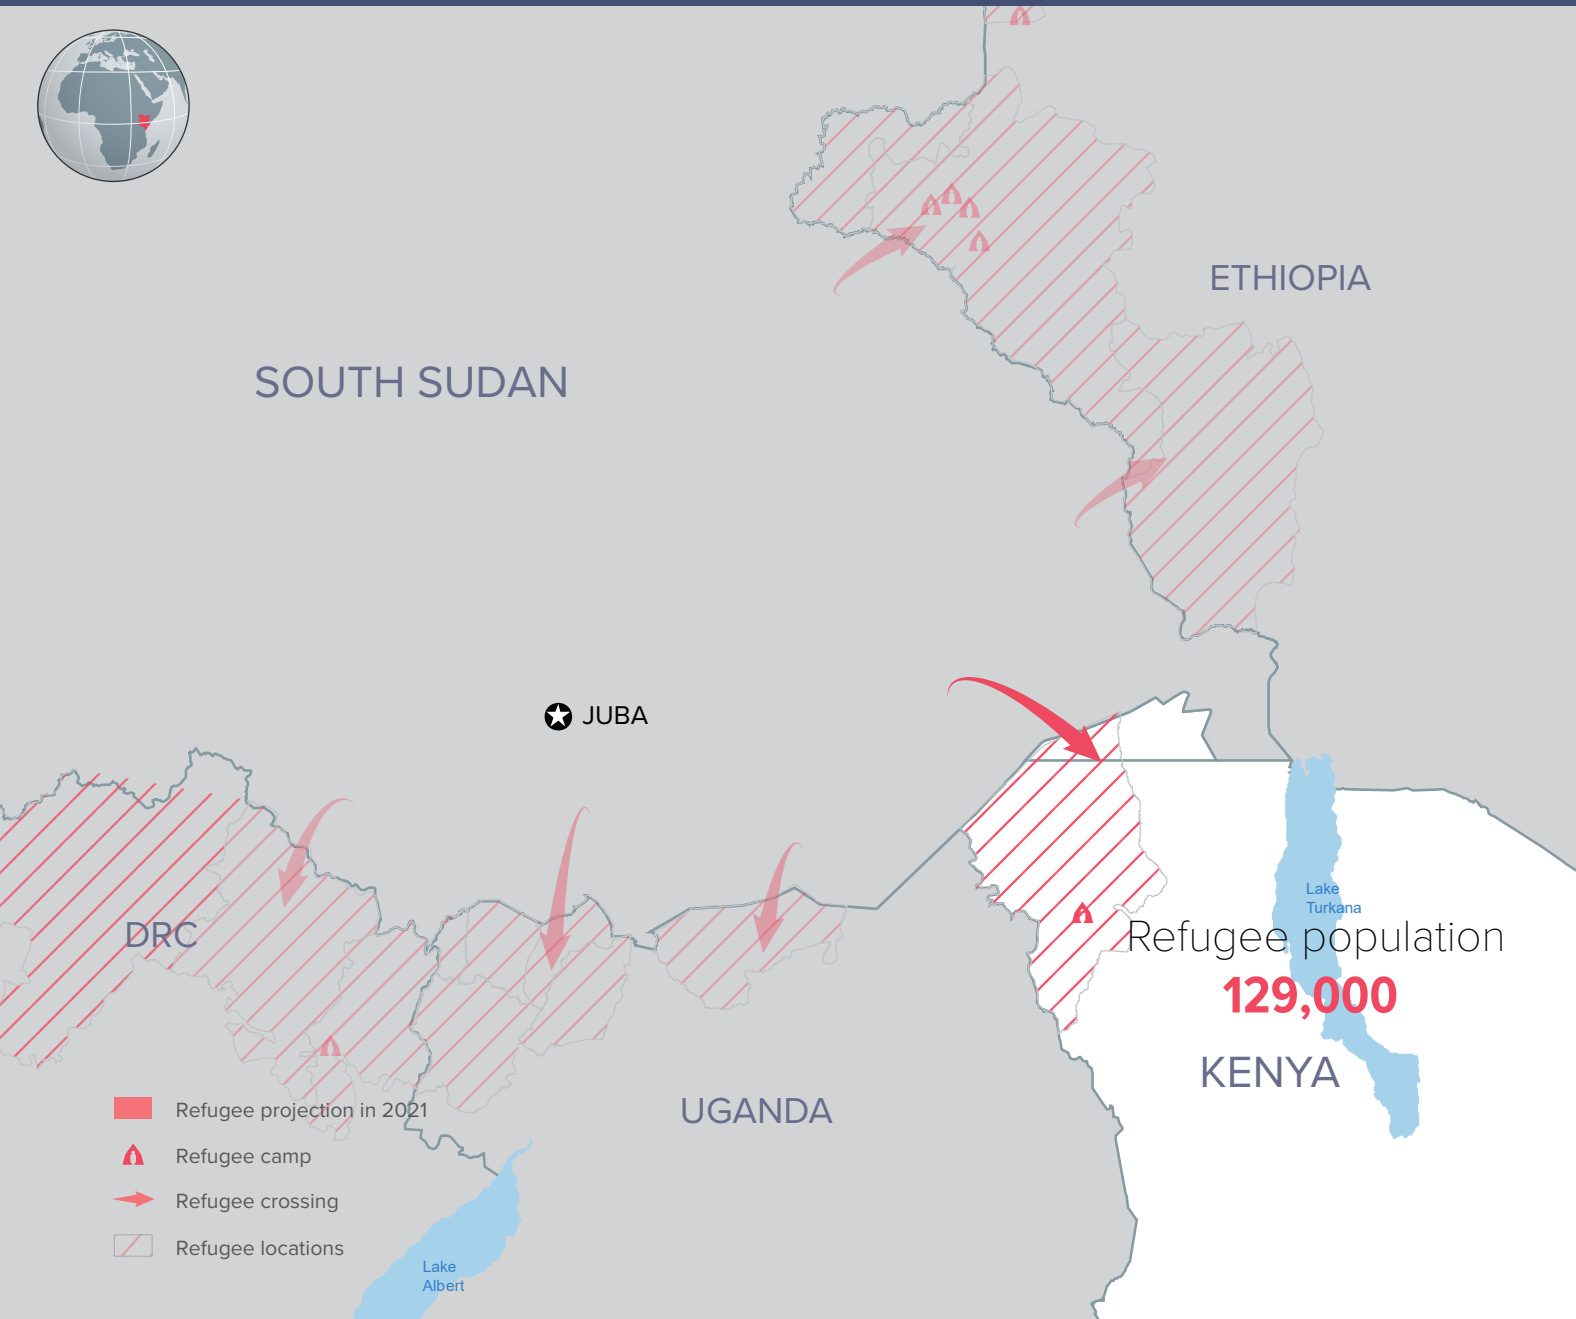 ETHIOPIA
SOUTH SUDAN
JUBA
Lake
Turkana
DRC
Refugee population
129,000
KENYA
UGANDA
Refugee projection in 2021
Refugee camp
Refugee crossing
Refugee locations
Lake
Albert